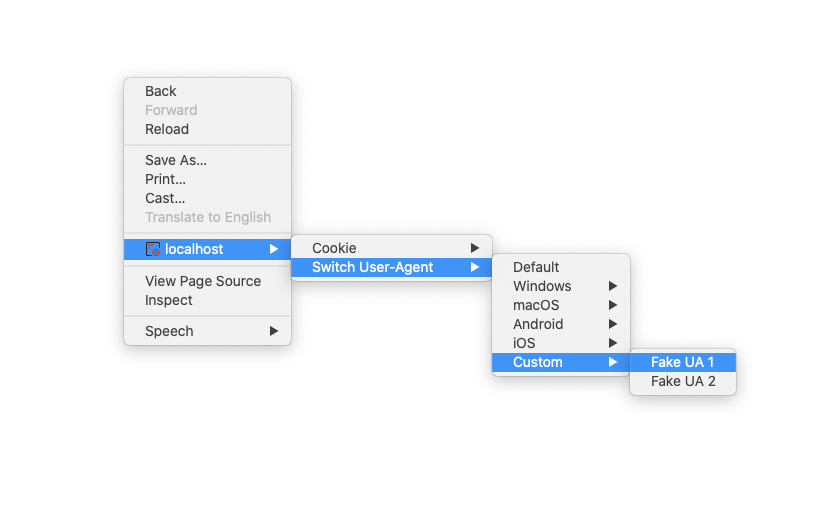 Back
Forward
Reload
Save As...
Print...
Cast...
Translate to English
localhost
View Page Source
Inspect
Speech
Cookie
Switch User-Agent
Default
Windows
macOS
Android
iOS
Custom
Fake UA 1
Fake UA 2